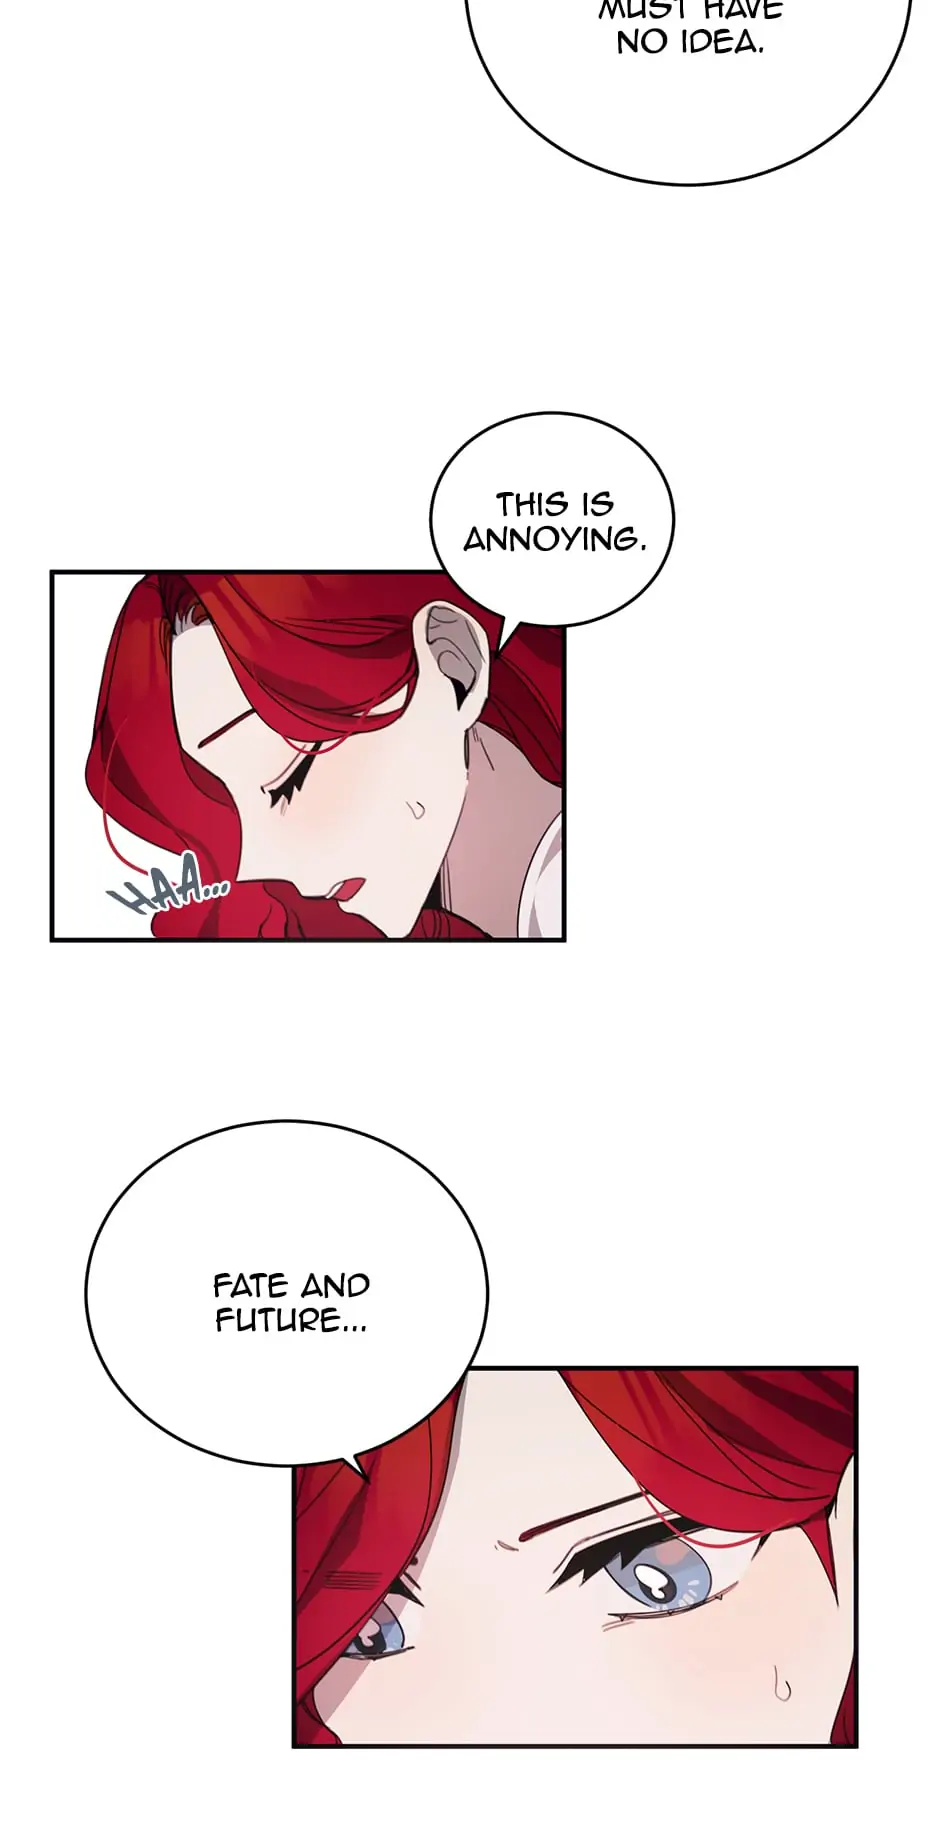 MUST HAVE
NO IDEA.
THIS IS
ANNOYING.
HAA...
FATE AND
FUTURE...